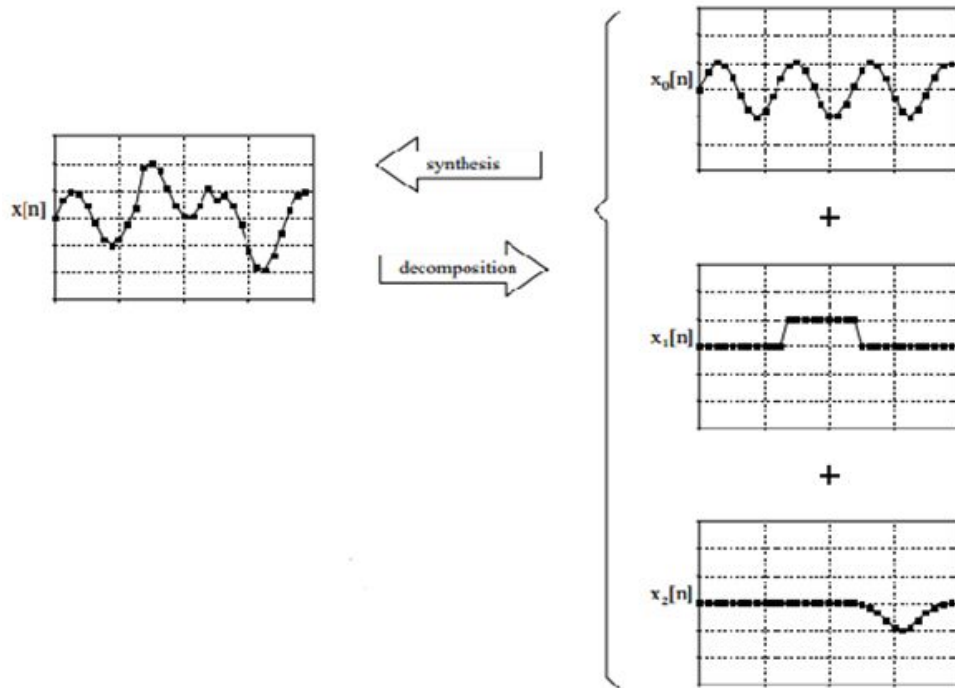 x[n]
synthesis
decomposition
x₀[n]
+
x₁[n]
+
x₂[n]